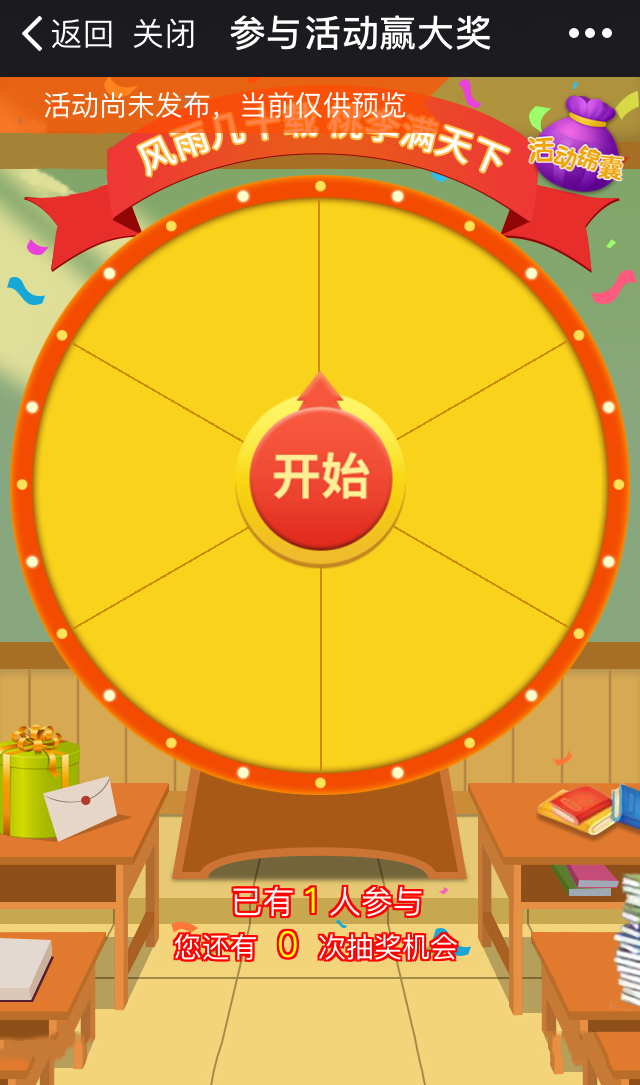 返回 关闭 参与活动赢大奖
活动尚未发布，当前仅供预览
风雨几十载 桃李满天下
活动锦囊
开始
已有 1 人参与
您还有 0 次抽奖机会